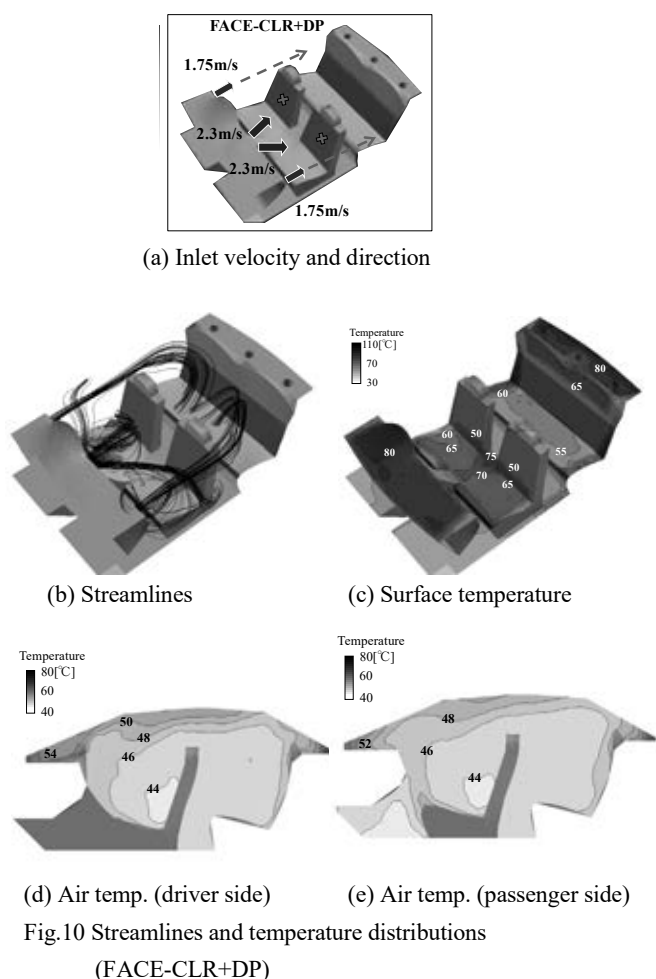 FACE-CLR+DP
1.75m/s
2.3m/s
2.3m/s
1.75m/s
(a) Inlet velocity and direction
Temperature
110[℃]
70
30
80
65
60
60
50
65
80
75
50
55
70
65
(b) Streamlines
(c) Surface temperature
Temperature
80[℃]
60
40
50
48
54
46
44
Temperature
80[℃]
60
40
48
52
46
44
(d) Air temp. (driver side)
(e) Air temp. (passenger side)
Fig.10 Streamlines and temperature distributions
(FACE-CLR+DP)